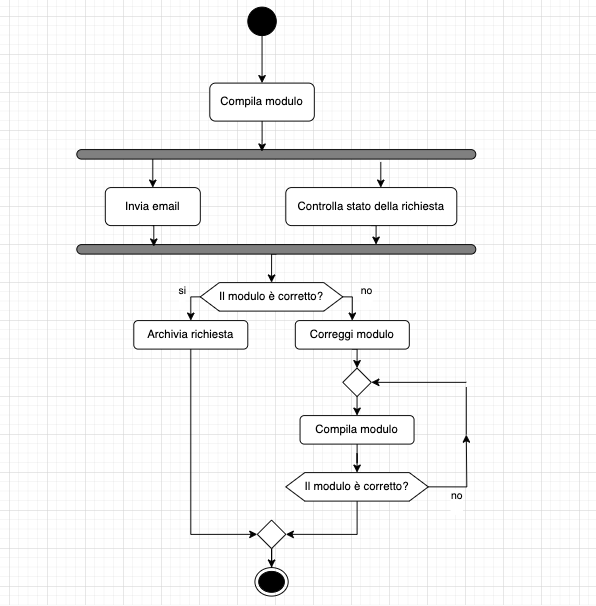 Compila modulo
Invia email
Controlla stato della richiesta
si
Il modulo è corretto?
no
Archivia richiesta
Correggi modulo
Compila modulo
Il modulo è corretto?
no